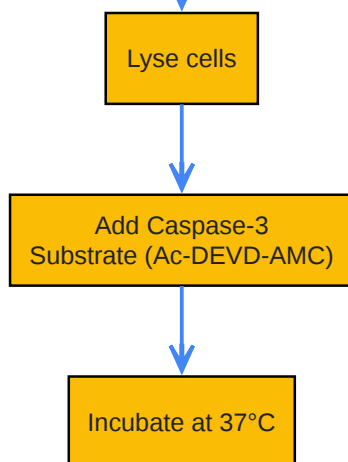 Lyse cells
Add Caspase-3
Substrate (Ac-DEVD-AMC)
Incubate at 37°C